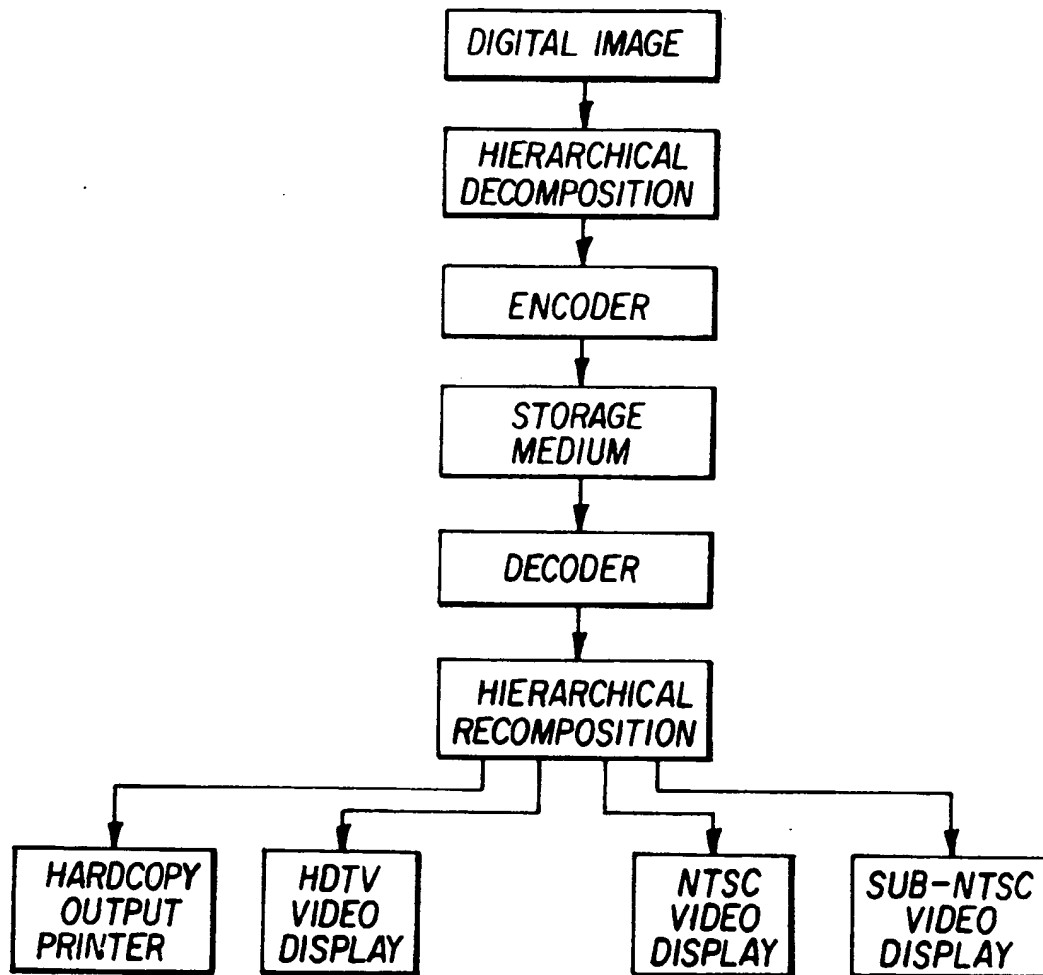 DIGITAL IMAGE
HIERARCHICAL
DECOMPOSITION
ENCODER
STORAGE
MEDIUM
DECODER
HIERARCHICAL
RECOMPOSITION
HARDCOPY
OUTPUT
PRINTER
HDTV
VIDEO
DISPLAY
NTSC
VIDEO
DISPLAY
SUB-NTSC
VIDEO
DISPLAY